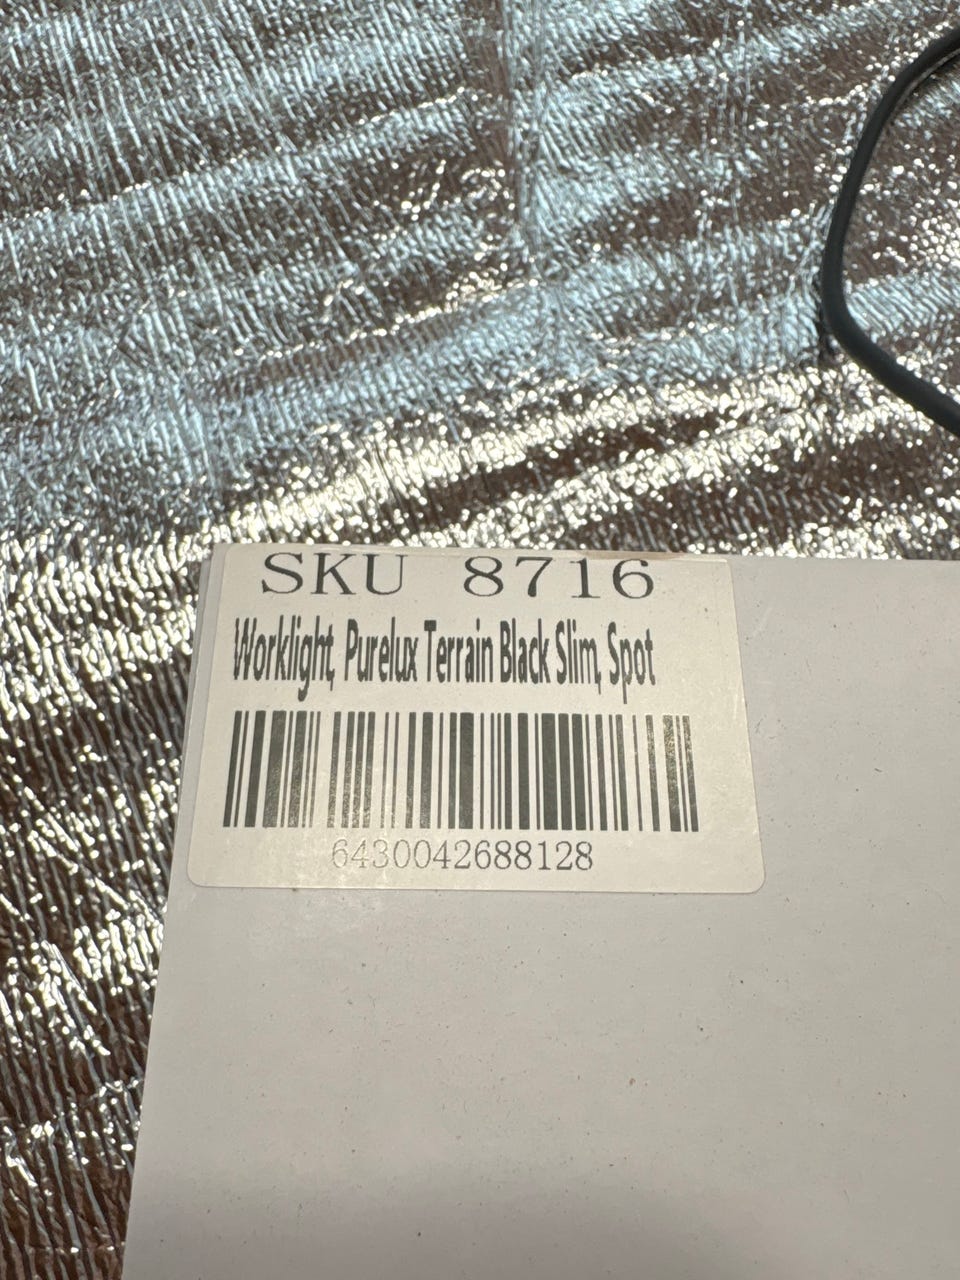 SKU 8716
Worklight, Purelux Terrain Black Slim, Spot
6430042688128